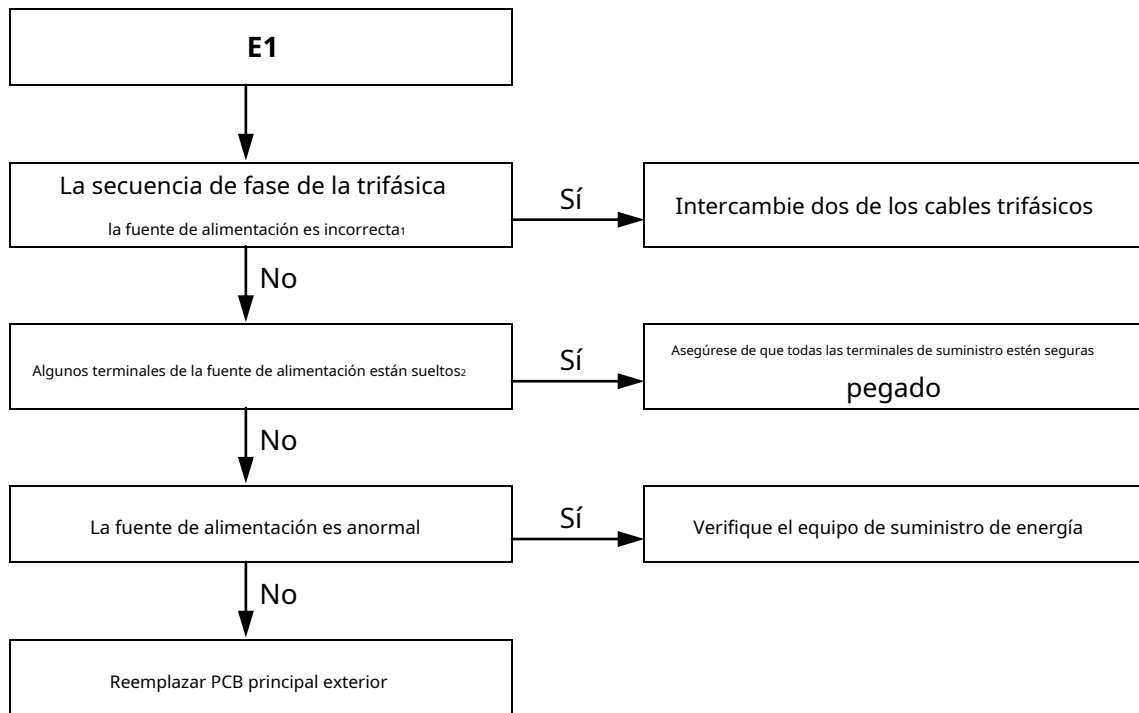 E1
La secuencia de fase de la trifásica
la fuente de alimentación es incorrecta1
Sí
Intercambie dos de los cables trifásicos
No
Algunos terminales de la fuente de alimentación están sueltos2
Sí
Asegúrese de que todas las terminales de suministro estén seguras
pegado
No
La fuente de alimentación es anormal
Sí
Verifique el equipo de suministro de energía
No
Reemplazar PCB principal exterior